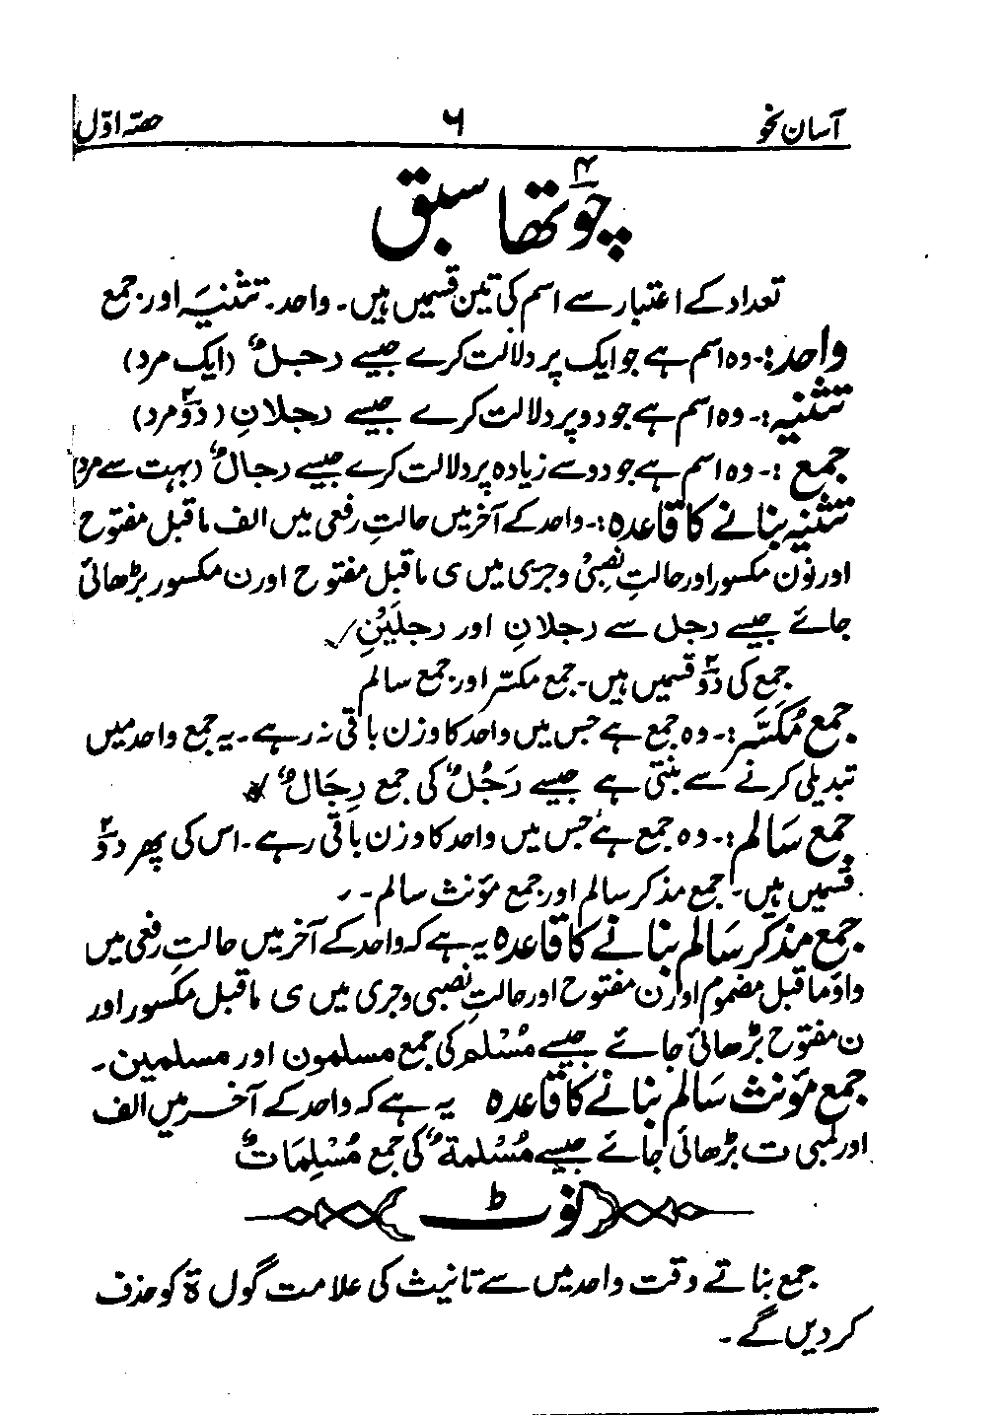 آسان نحو ۶ حصّہ اوّل
چوتھا سبق
تعداد کے اعتبار سے اسم کی تین قسمیں ہیں۔ واحد۔ تثنیہ اور جمع
واحد:۔ وہ اسم ہے جو ایک پر دلالت کرے جیسے رجلٌ (ایک مرد)
تثنیہ:۔ وہ اسم ہے جو دو پر دلالت کرے جیسے رجلانِ (دو مرد)
جمع:۔ وہ اسم ہے جو دو سے زیادہ پر دلالت کرے جیسے رجالٌ (بہت سے مرد)
تثنیہ بنانے کا قاعدہ:۔ واحد کے آخر میں حالتِ رفعی میں الف ماقبل مفتوح
اور نون مکسور اور حالتِ نصبی وجری میں ی ماقبل مفتوح اور ن مکسور بڑھائی
جائے جیسے رجل سے رجلانِ اور رجلَیْنِ
جمع کی دو قسمیں ہیں۔ جمع مکسّر اور جمع سالم
جمع مُکَسَّر:۔ وہ جمع ہے جس میں واحد کا وزن باقی نہ رہے۔ یہ جمع واحد میں
تبدیلی کرنے سے بنتی ہے جیسے رَجُلٌ کی جمع رِجَالٌ
جمع سَالم:۔ وہ جمع ہے جس میں واحد کا وزن باقی رہے۔ اس کی پھر دو
قسمیں ہیں۔ جمع مذکر سالم اور جمع مؤنث سالم۔
جمع مذکر سَالم بنانے کا قاعدہ یہ ہے کہ واحد کے آخر میں حالتِ رفعی میں
واؤ ماقبل مضموم اور ن مفتوح اور حالتِ نصبی وجری میں ی ماقبل مکسور اور
ن مفتوح بڑھائی جائے جیسے مُسْلم کی جمع مسلمون اور مسلمین۔
جمع مؤنث سَالم بنانے کا قاعدہ یہ ہے کہ واحد کے آخر میں الف
اور لمبی ت بڑھائی جائے جیسے مُسْلمةٌ کی جمع مُسْلِمَاتٌ
نوٹ
جمع بناتے وقت واحد میں سے تانیث کی علامت گول ة کو حذف
کر دیں گے۔